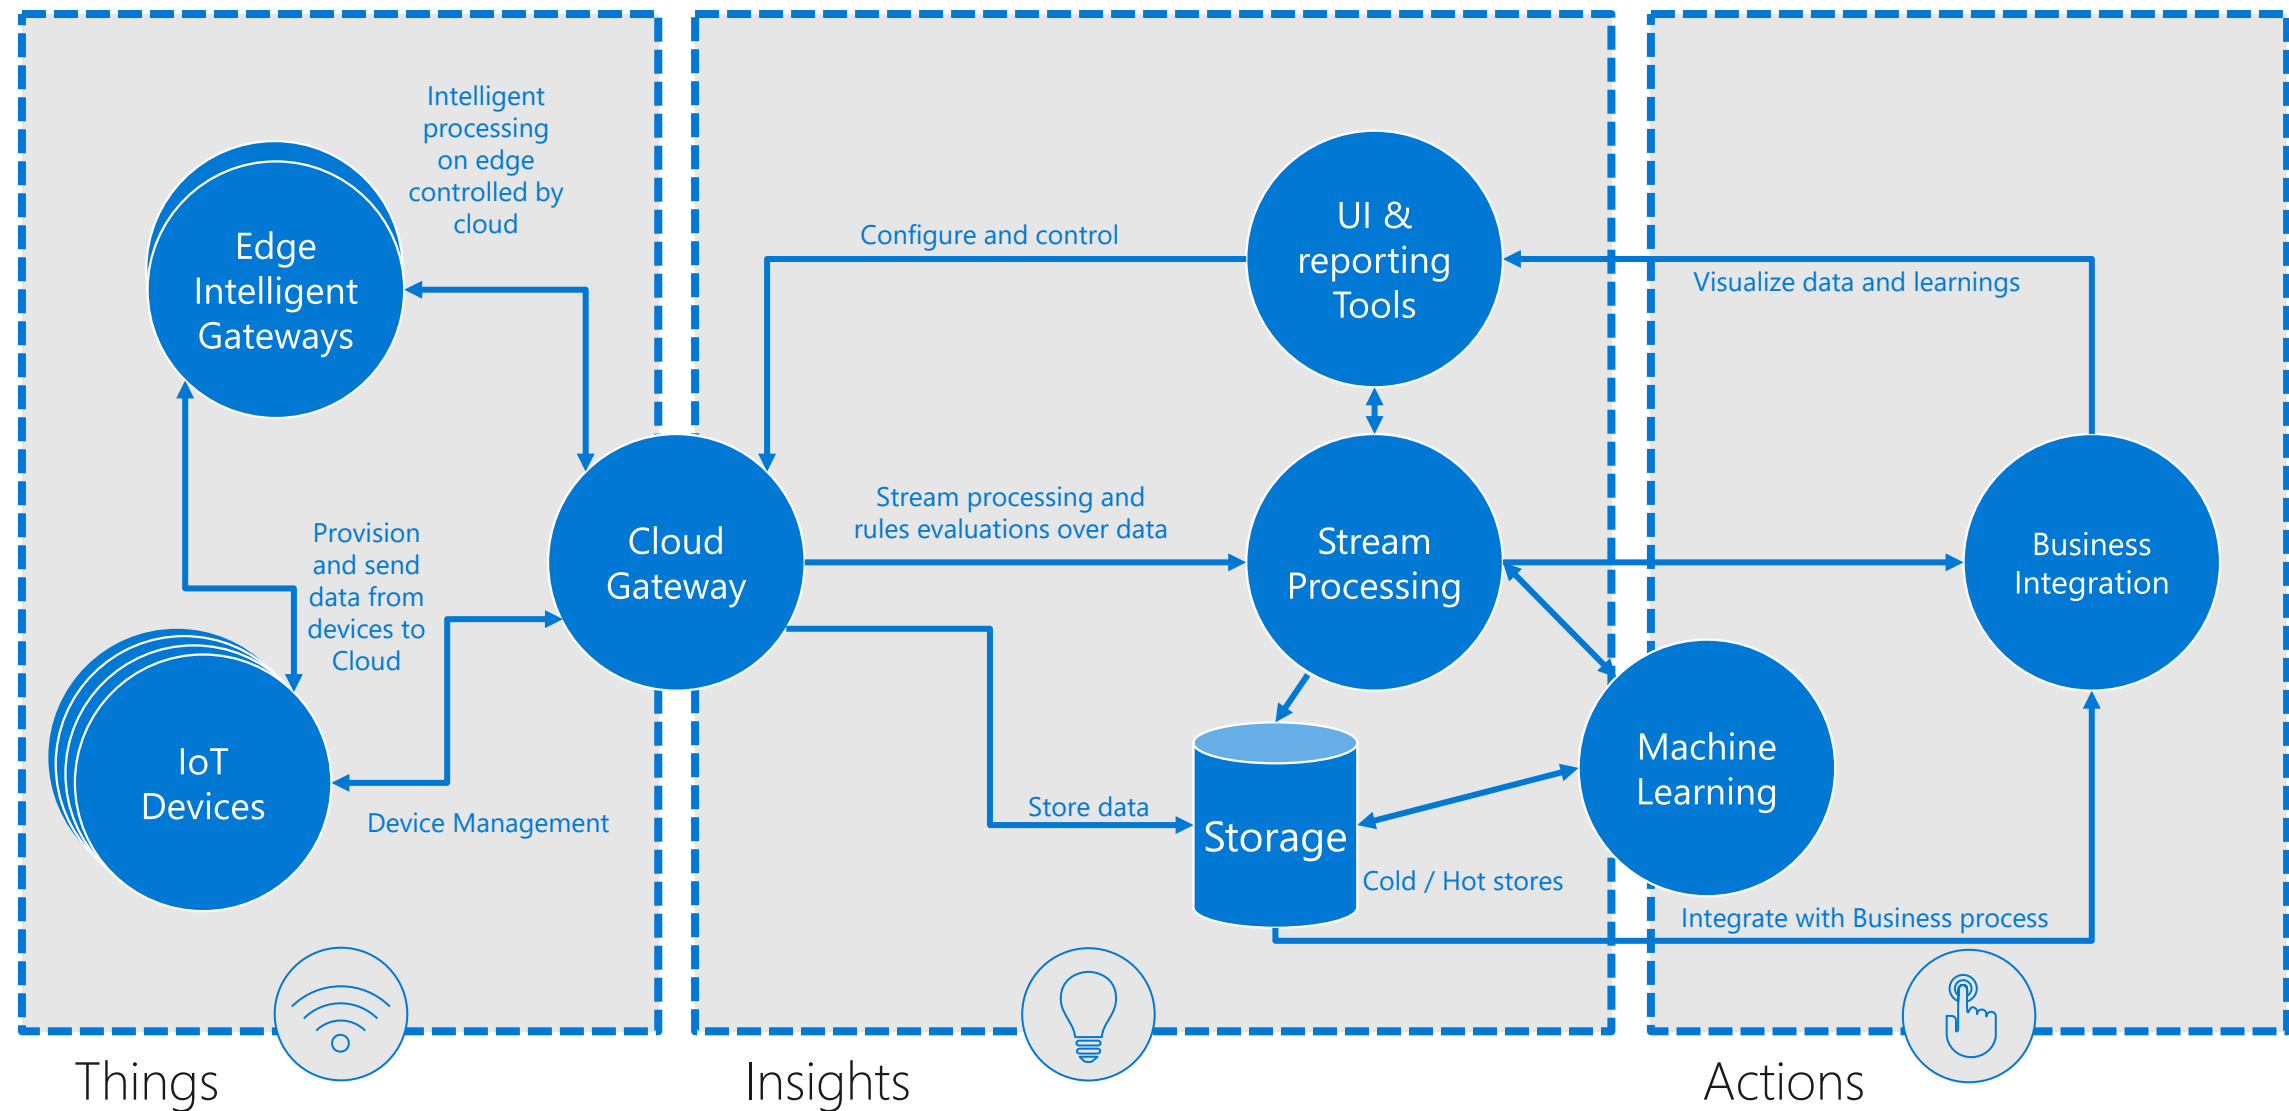 Intelligent
processing
on edge
controlled by
cloud
Edge
Intelligent
Gateways
Provision
and send
data from
devices to
Cloud
IoT
Devices
Device Management
Cloud
Gateway
Configure and control
UI &
reporting
Tools
Visualize data and learnings
Stream processing and
rules evaluations over data
Stream
Processing
Business
Integration
Machine
Learning
Store data
Storage
Cold / Hot stores
Integrate with Business process
Things
Insights
Actions